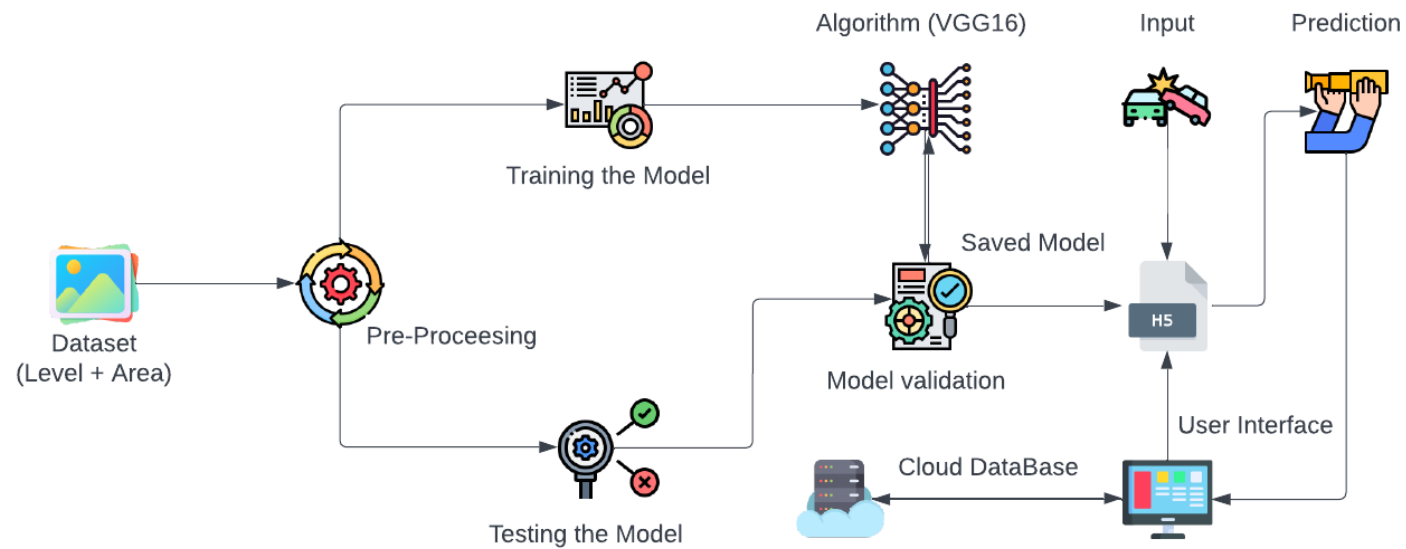 Algorithm (VGG16)
Input
Prediction
Training the Model
Saved Model
Dataset
(Level + Area)
Pre-Proceesing
H5
Model validation
User Interface
Cloud DataBase
Testing the Model